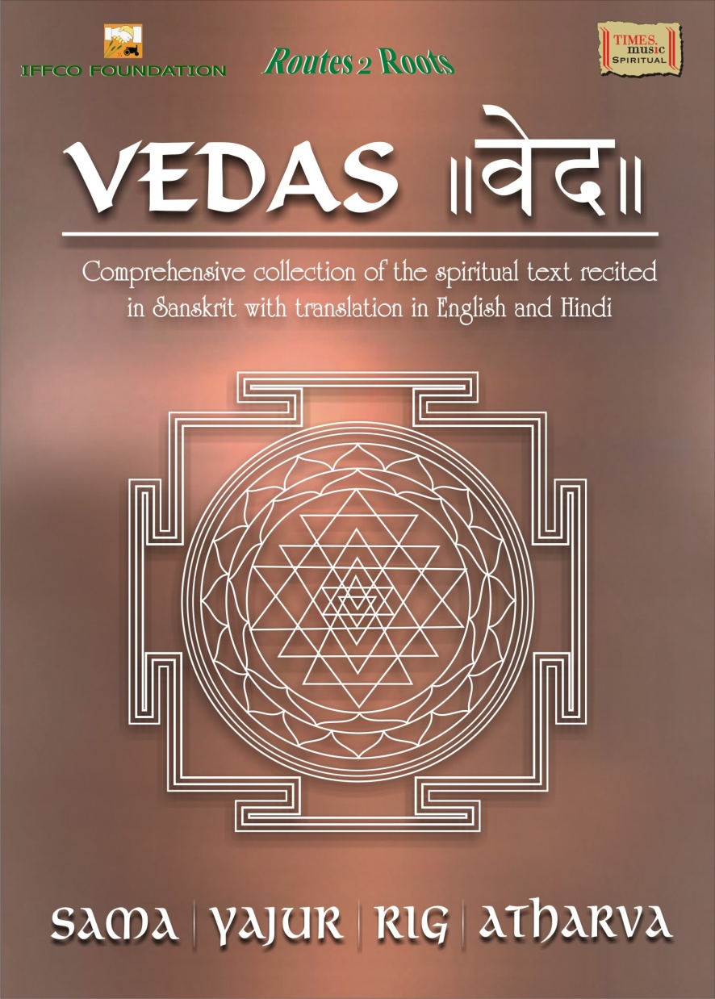 IFFCO FOUNDATION
Routes 2 Roots
TIMES.
music
SPIRITUAL
VEDAS ॥वेद॥
Comprehensive collection of the spiritual text recited
in Sanskrit with translation in English and Hindi
SAMA | YAJUR | RIG | ATHARVA